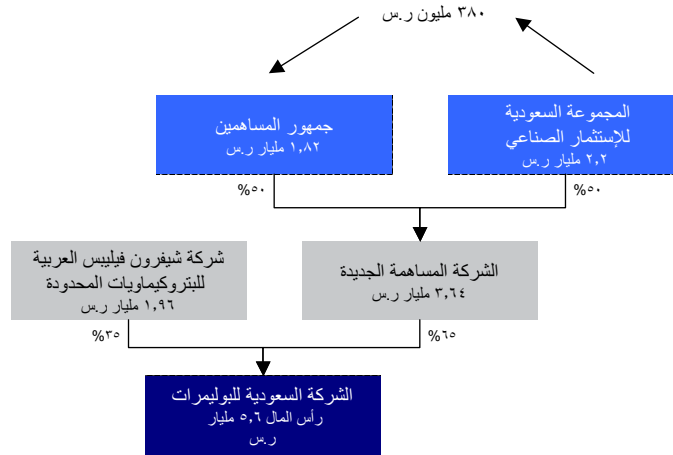 ٣٨٠ مليون ر.س
المجموعة السعودية
للإستثمار الصناعي
٢,٢ مليار ر.س
جمهور المساهمين
١,٨٢ مليار ر.س
%٥٠
%٥٠
الشركة المساهمة الجديدة
٣,٦٤ مليار ر.س
شركة شيفرون فيليبس العربية
للبتروكيماويات المحدودة
١,٩٦ مليار ر.س
%٦٥
%٣٥
الشركة السعودية للبوليمرات
رأس المال ٥,٦ مليار
ر.س